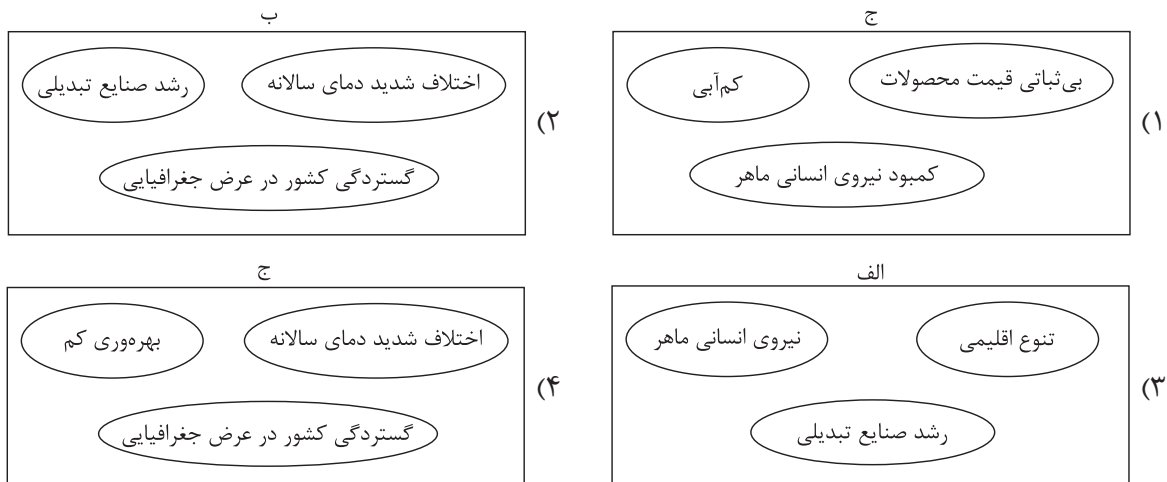 ج
۱)
بی‌ثباتی قیمت محصولات
کم‌آبی
کمبود نیروی انسانی ماهر
ب
۲)
اختلاف شدید دمای سالانه
رشد صنایع تبدیلی
گستردگی کشور در عرض جغرافیایی
الف
۳)
تنوع اقلیمی
نیروی انسانی ماهر
رشد صنایع تبدیلی
ج
۴)
اختلاف شدید دمای سالانه
بهره‌وری کم
گستردگی کشور در عرض جغرافیایی